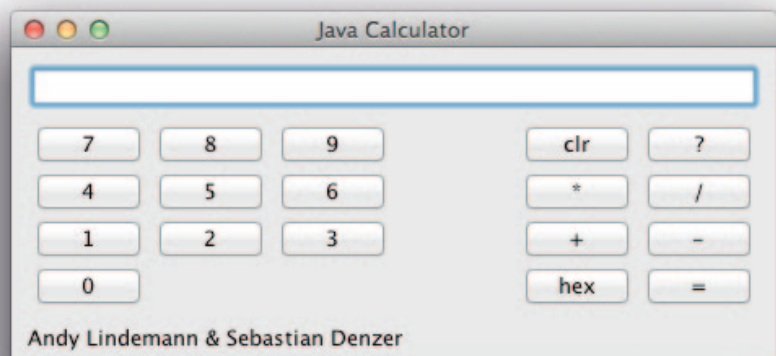 Java Calculator
7 8 9 clr ?
4 5 6 * /
1 2 3 + -
0 hex =
Andy Lindemann & Sebastian Denzer